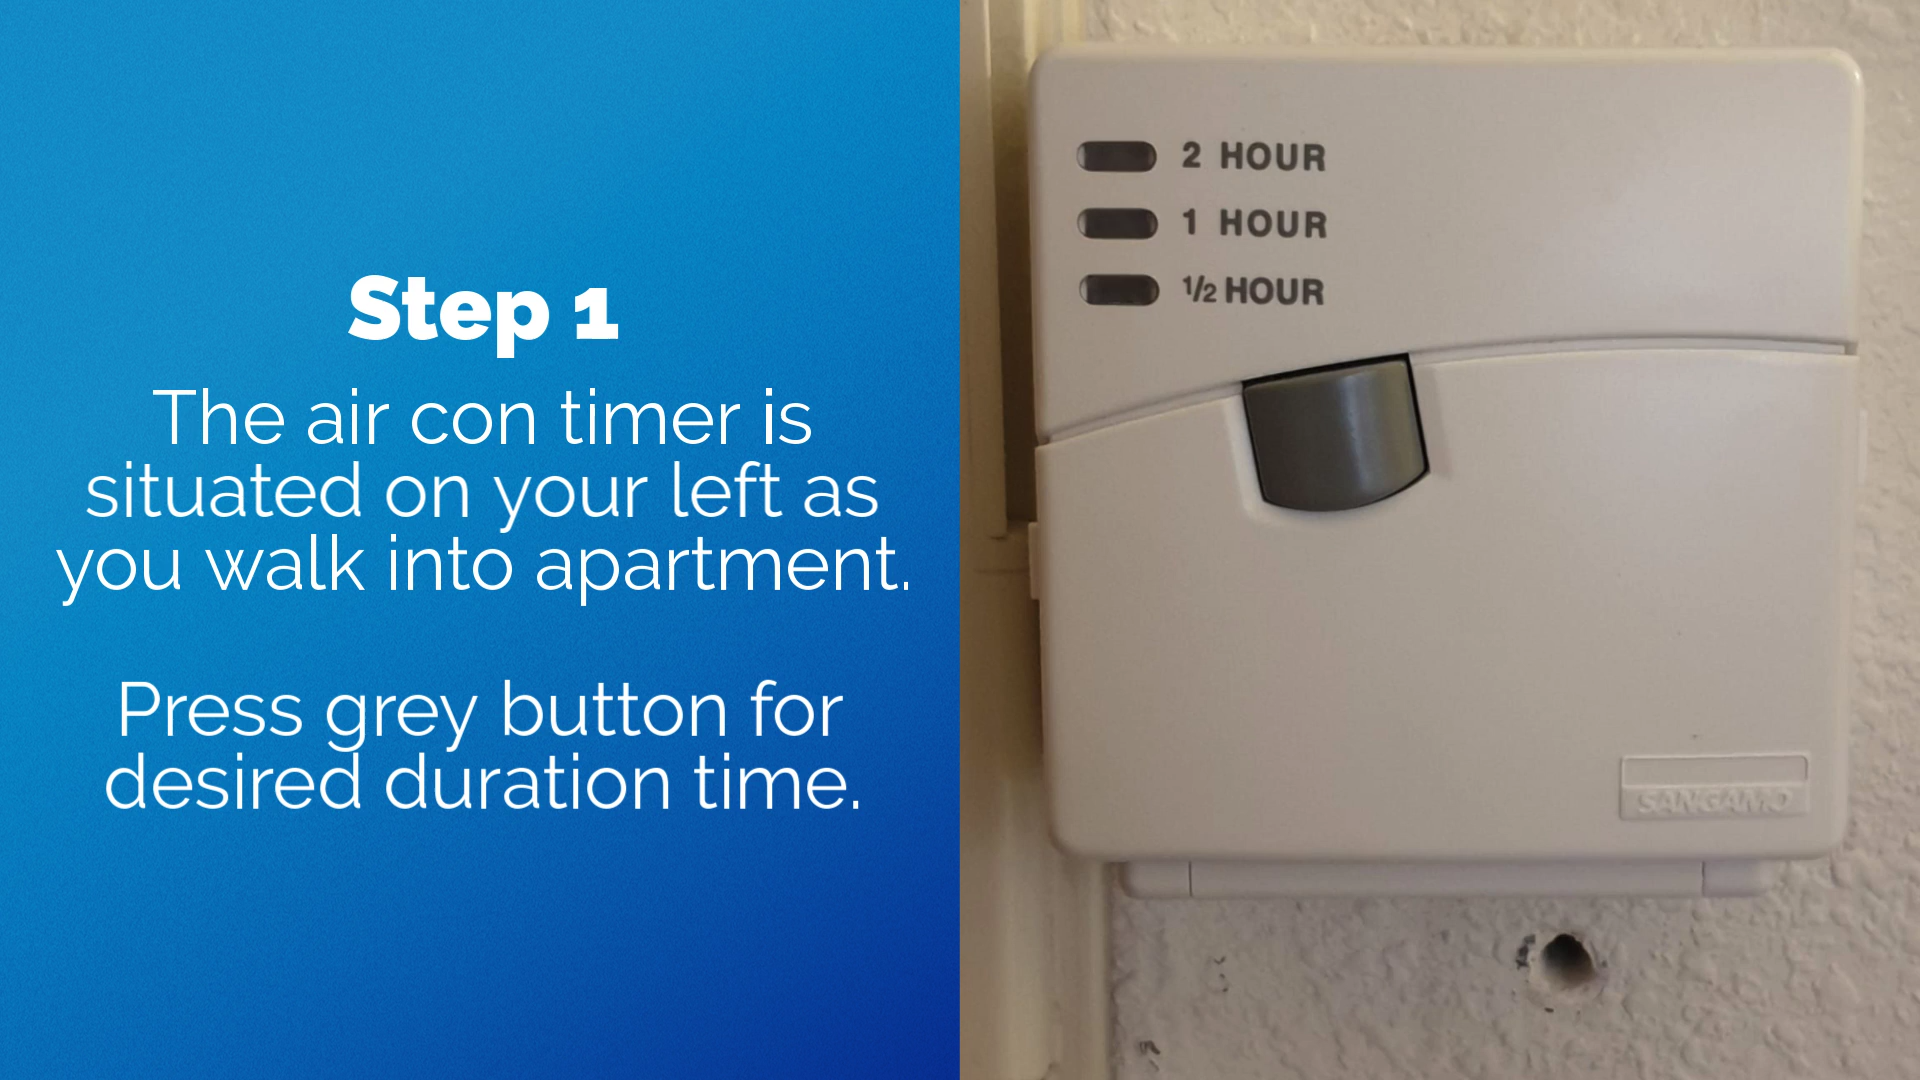 Step 1
The air con timer is
situated on your left as
you walk into apartment.
Press grey button for
desired duration time.
2 HOUR
1 HOUR
1/2 HOUR
SANGAMO